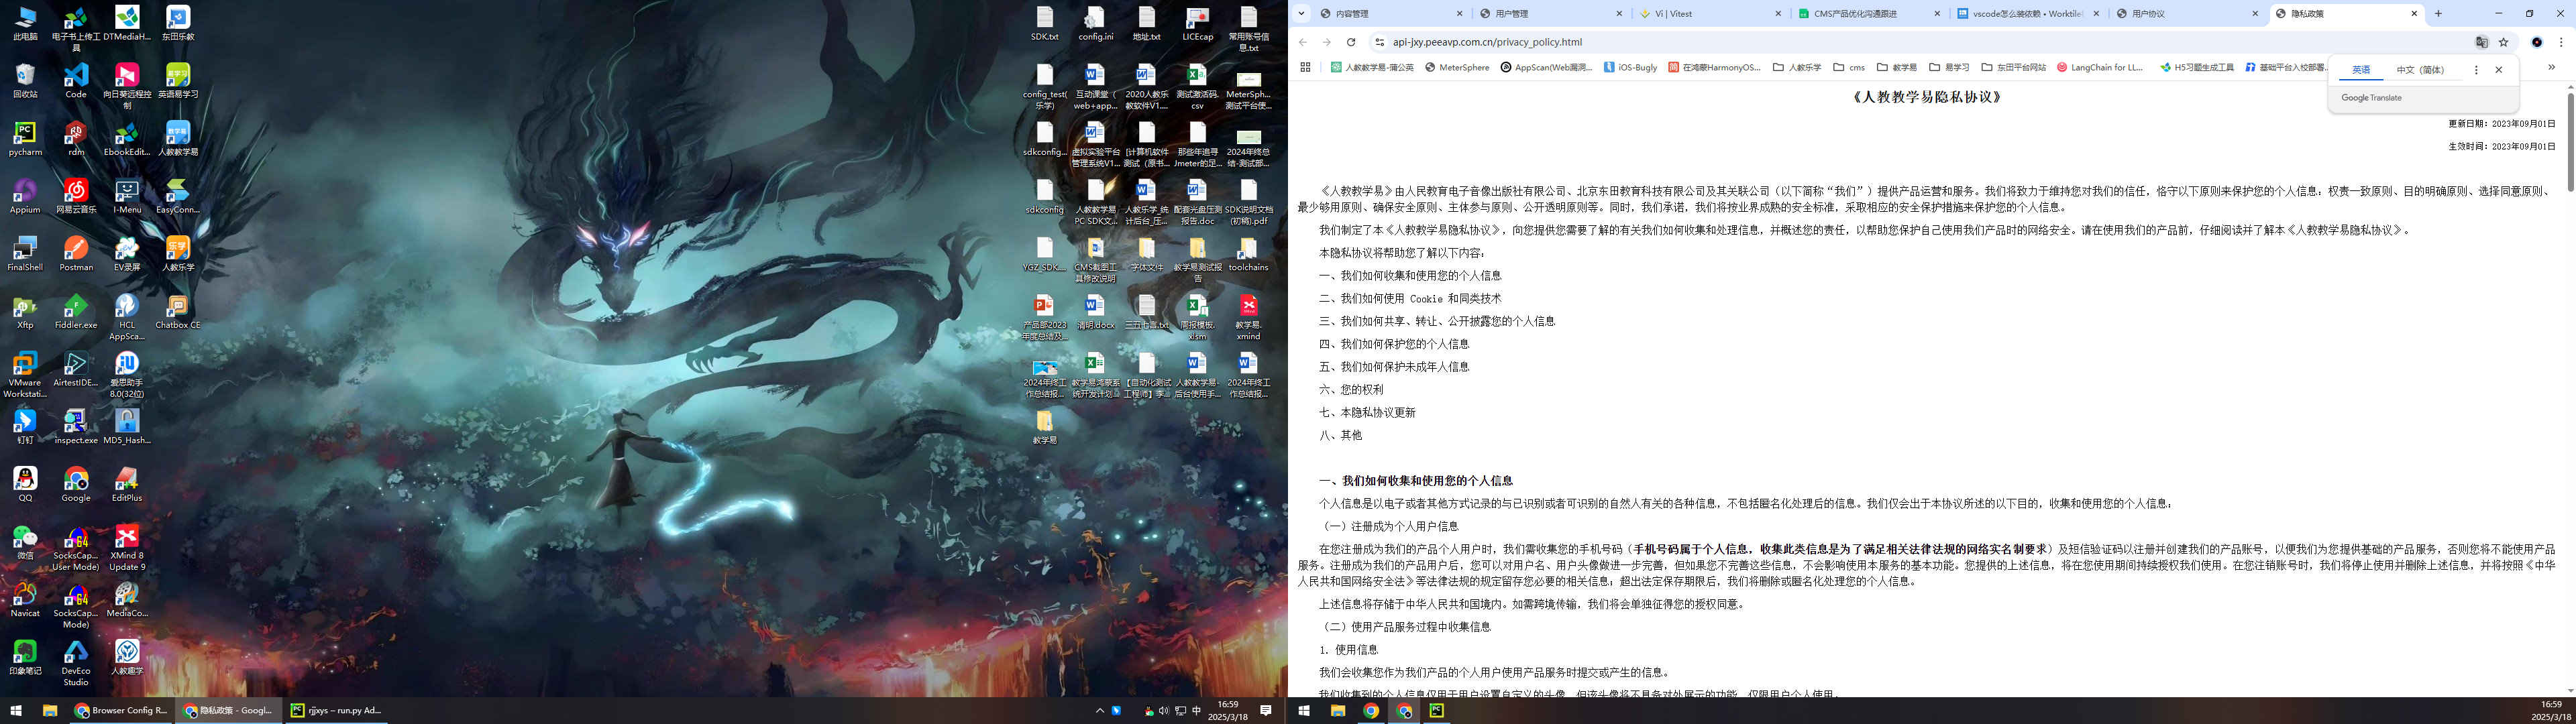 此电脑
电子书上传工具
DTMediaH...
东田乐教
回收站
Code
向日葵远程控制
英语易学习
pycharm
rdm
EbookEdit...
人教教学易
Appium
网易云音乐
I-Menu
EasyConn...
FinalShell
Postman
EV录屏
人教乐学
Xftp
Fiddler.exe
HCL AppSca...
Chatbox CE
VMware Workstati...
AirtestIDE...
爱思助手8.0(32位)
钉钉
inspect.exe
MD5_Hash...
QQ
Google
EditPlus
微信
SocksCap... User Mode)
XMind 8 Update 9
Navicat
SocksCap... Mode)
MediaCo...
印象笔记
DevEco Studio
人教趣学
SDK.txt
config.ini
地址.txt
LICEcap
常用账号信息.txt
config_test(乐学)
互动课堂（web+app...
2020人教乐教软件V1....
测试激活码.csv
MeterSph... 测试平台使...
sdkconfig...
虚拟实验平台管理系统V1...
[计算机软件测试（原书...
那些年追寻Jmeter的足...
2024年终总结-测试部...
sdkconfig
人教教学易PC SDK文...
人教乐学_统计后台_压...
配套光盘压测报告.doc
SDK说明文档(初稿).pdf
YGZ_SDK....
CMS截图工具修改说明
字体文件
教学易测试报告
toolchains
产品部2023年度总结及...
清明.docx
三五七言.txt
周报模板.xlsm
教学易.xmind
2024年终工作总结报...
教学易鸿蒙系统开发计划...
【自动化测试工程师】李...
人教教学易-后台使用手...
2024年终工作总结报...
教学易
Browser Config R...
隐私政策 - Googl...
rjjxys – run.py Ad...
中
16:59
2025/3/18
内容管理
用户管理
Vi | Vitest
CMS产品优化沟通跟进
vscode怎么装依赖 • Worktile
用户协议
隐私政策
api-jxy.peeavp.com.cn/privacy_policy.html
人教教学易-蒲公英
MeterSphere
AppScan(Web漏洞...
iOS-Bugly
在鸿蒙HarmonyOS...
人教乐学
cms
教学易
易学习
东田平台网站
LangChain for LL...
H5习题生成工具
基础平台入校部署...
英语
中文（简体）
Google Translate
《人教教学易隐私协议》
更新日期：2023年09月01日
生效时间：2023年09月01日
《人教教学易》由人民教育电子音像出版社有限公司、北京东田教育科技有限公司及其关联公司（以下简称“我们”）提供产品运营和服务。我们将致力于维持您对我们的信任，恪守以下原则来保护您的个人信息：权责一致原则、目的明确原则、选择同意原则、
最少够用原则、确保安全原则、主体参与原则、公开透明原则等。同时，我们承诺，我们将按业界成熟的安全标准，采取相应的安全保护措施来保护您的个人信息。
我们制定了本《人教教学易隐私协议》，向您提供您需要了解的有关我们如何收集和处理信息，并概述您的责任，以帮助您保护自己使用我们产品时的网络安全。请在使用我们的产品前，仔细阅读并了解本《人教教学易隐私协议》。
本隐私协议将帮助您了解以下内容：
一、我们如何收集和使用您的个人信息
二、我们如何使用 Cookie 和同类技术
三、我们如何共享、转让、公开披露您的个人信息
四、我们如何保护您的个人信息
五、我们如何保护未成年人信息
六、您的权利
七、本隐私协议更新
八、其他
一、我们如何收集和使用您的个人信息
个人信息是以电子或者其他方式记录的与已识别或者可识别的自然人有关的各种信息，不包括匿名化处理后的信息。我们仅会出于本协议所述的以下目的，收集和使用您的个人信息：
（一）注册成为个人用户信息
在您注册成为我们的产品个人用户时，我们需收集您的手机号码（手机号码属于个人信息，收集此类信息是为了满足相关法律法规的网络实名制要求）及短信验证码以注册并创建我们的产品账号，以便我们为您提供基础的产品服务，否则您将不能使用产品
服务。注册成为我们的产品用户后，您可以对用户名、用户头像做进一步完善，但如果您不完善这些信息，不会影响使用本服务的基本功能。您提供的上述信息，将在您使用期间持续授权我们使用。在您注销账号时，我们将停止使用并删除上述信息，并将按照《中华
人民共和国网络安全法》等法律法规的规定留存您必要的相关信息；超出法定保存期限后，我们将删除或匿名化处理您的个人信息。
上述信息将存储于中华人民共和国境内。如需跨境传输，我们将会单独征得您的授权同意。
（二）使用产品服务过程中收集信息
1. 使用信息
我们会收集您作为我们产品的个人用户使用产品服务时提交或产生的信息。
我们收集到的个人信息仅用于用户设置自定义的头像，但该头像将不具备对外展示的功能，仅限用户个人使用。
16:59
2025/3/18